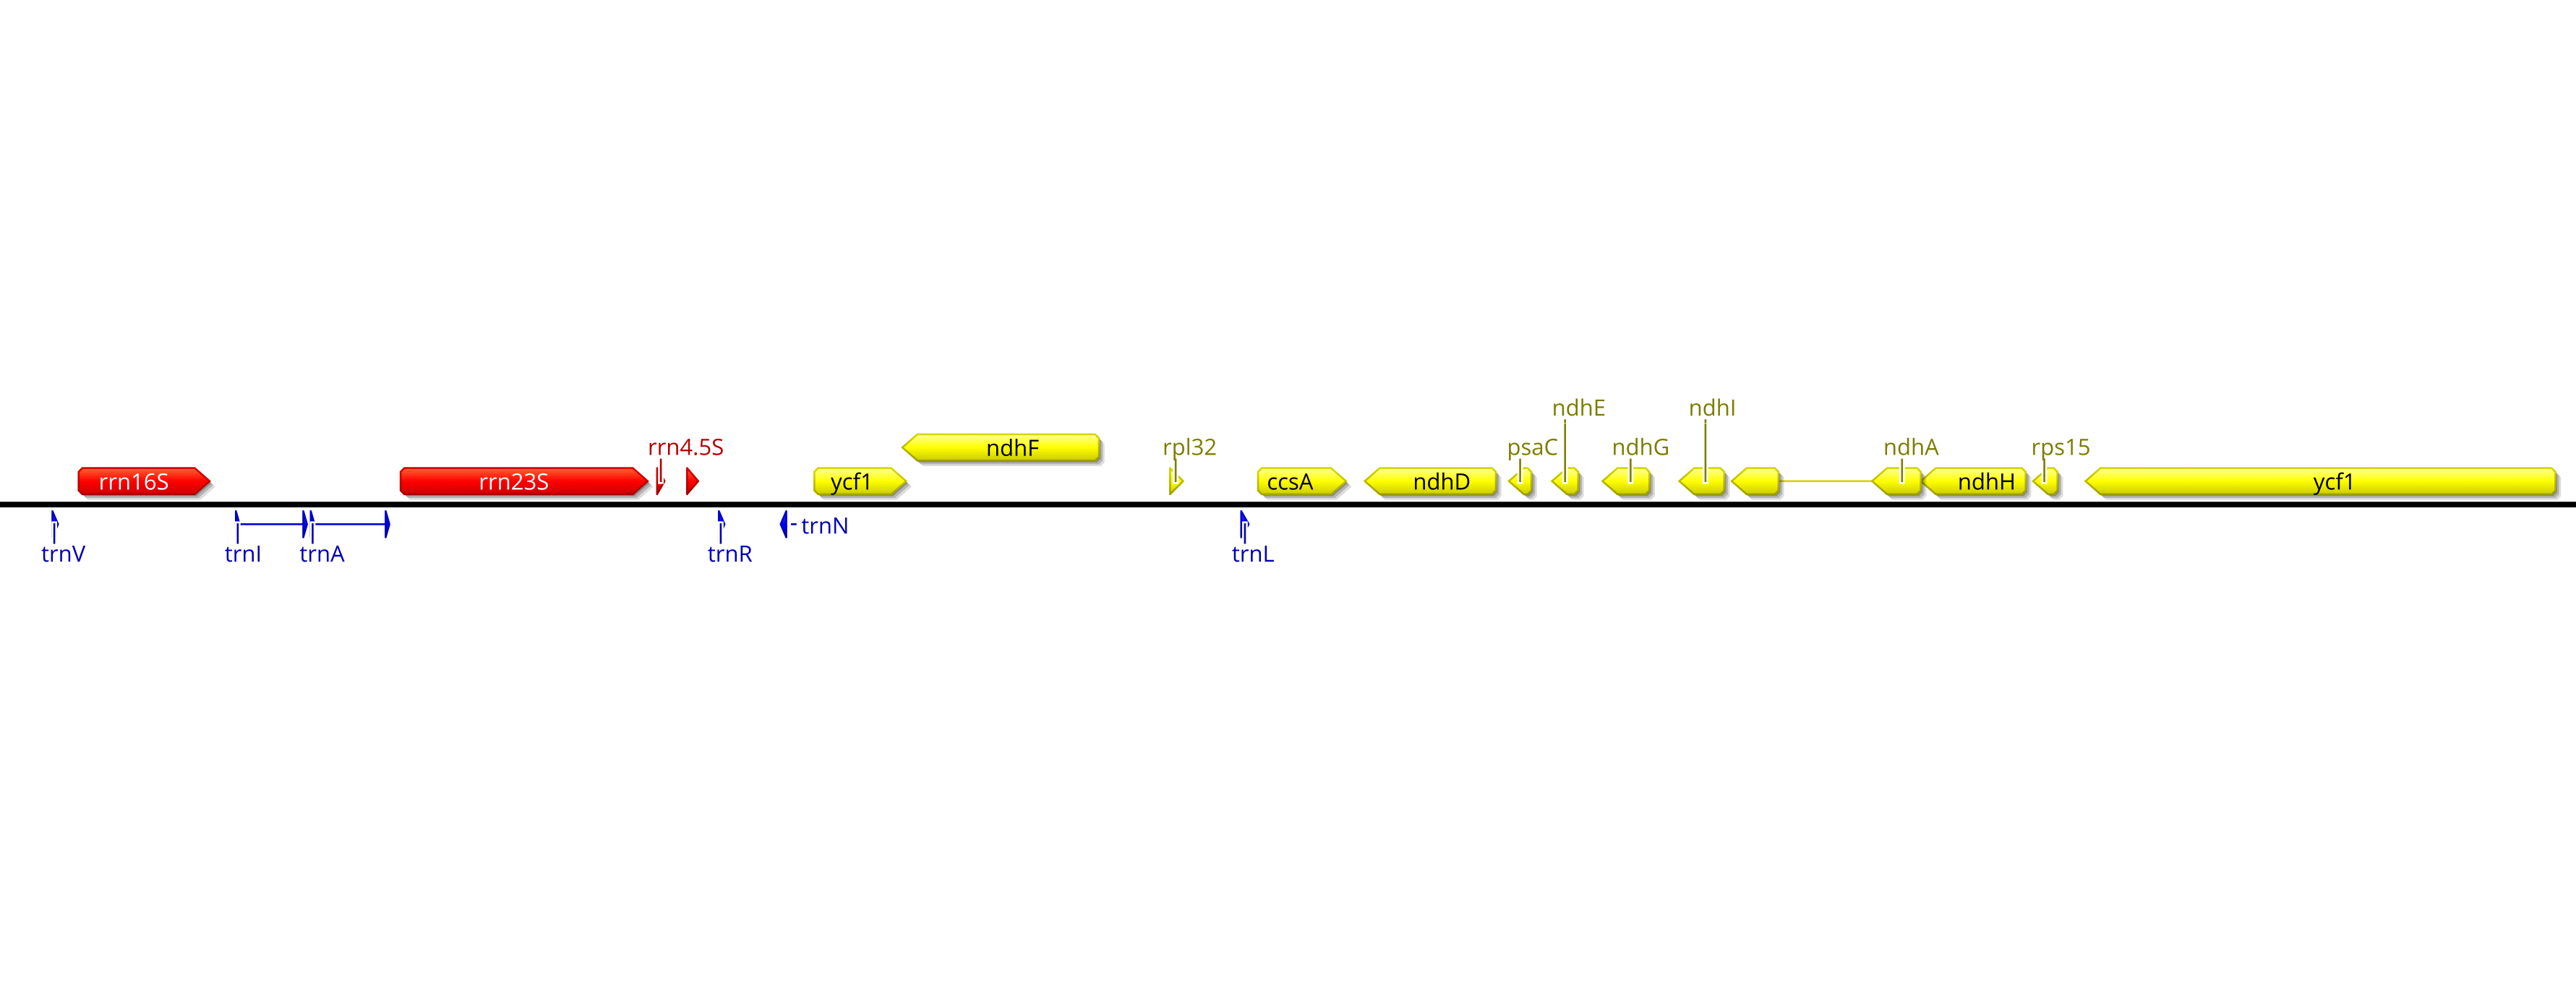 ndhE
ndhI
rrn4.5S
ndhF
rpl32
psaC
ndhG
ndhA
rps15
rrn16S
rrn23S
ycf1
ccsA
ndhD
ndhH
ycf1
trnN
trnV
trnI
trnA
trnR
trnL